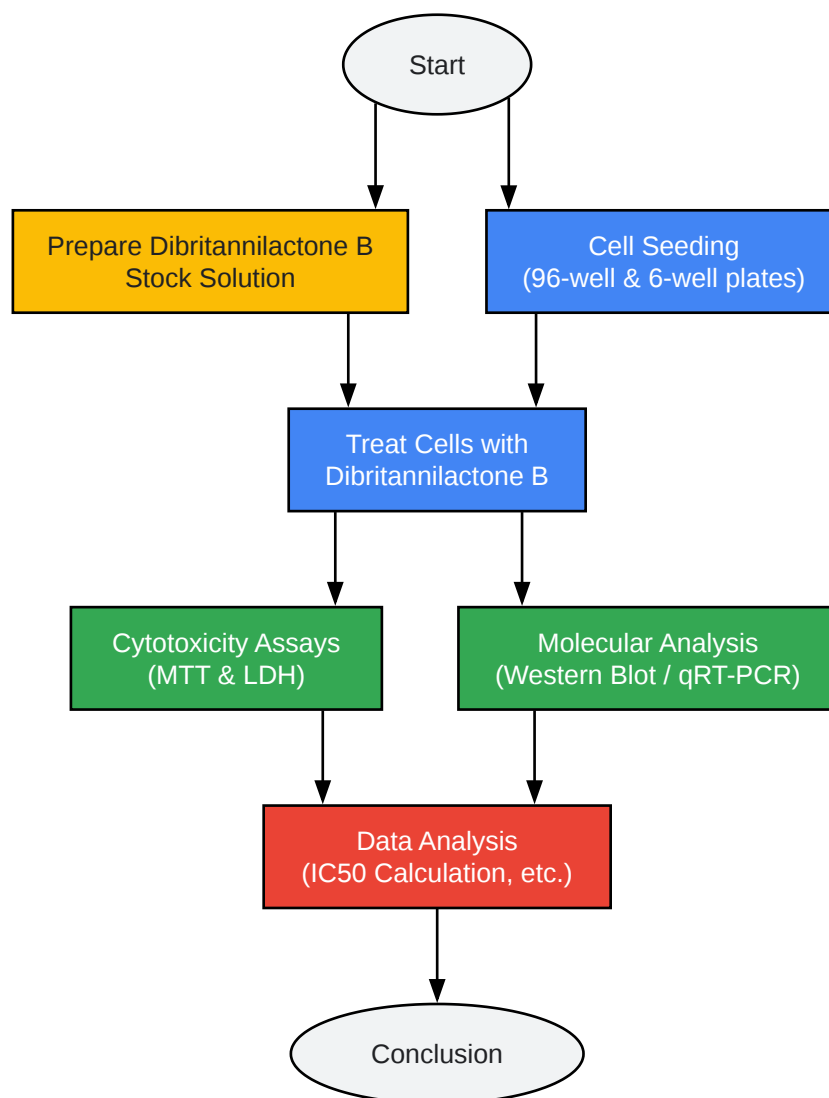 Start
Prepare Dibritannilactone B
Stock Solution
Cell Seeding
(96-well & 6-well plates)
Treat Cells with
Dibritannilactone B
Cytotoxicity Assays
(MTT & LDH)
Molecular Analysis
(Western Blot / qRT-PCR)
Data Analysis
(IC50 Calculation, etc.)
Conclusion